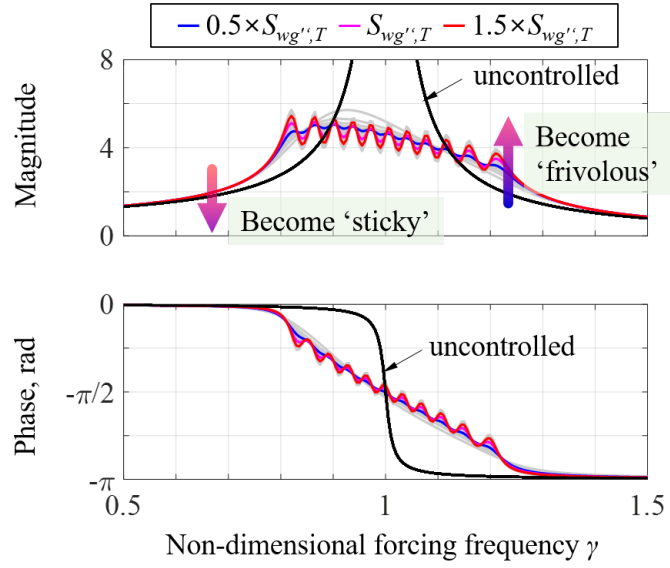 0.5×S_wg'',T S_wg'',T 1.5×S_wg'',T
8
4
0
Magnitude
uncontrolled
Become
'frivolous'
Become 'sticky'
0
-π/2
-π
Phase, rad
uncontrolled
0.5 1 1.5
Non-dimensional forcing frequency γ